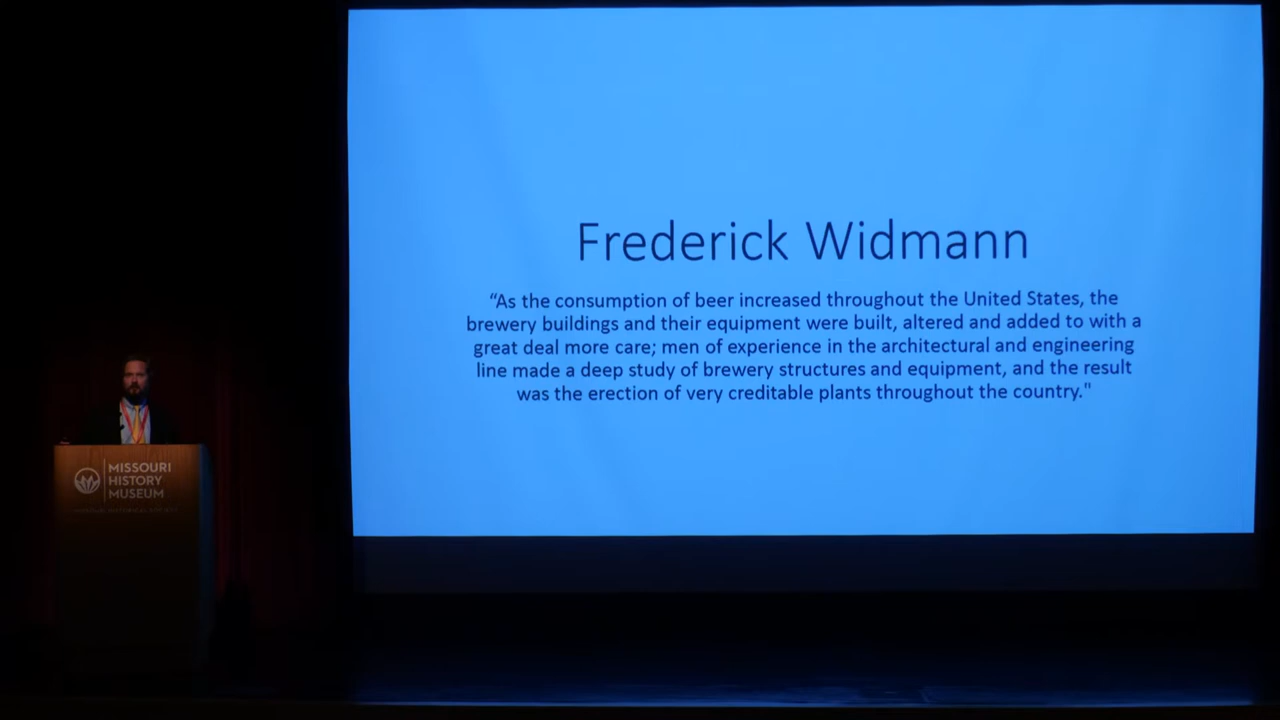 Frederick Widmann
“As the consumption of beer increased throughout the United States, the
brewery buildings and their equipment were built, altered and added to with a
great deal more care; men of experience in the architectural and engineering
line made a deep study of brewery structures and equipment, and the result
was the erection of very creditable plants throughout the country."
MISSOURI
HISTORY
MUSEUM